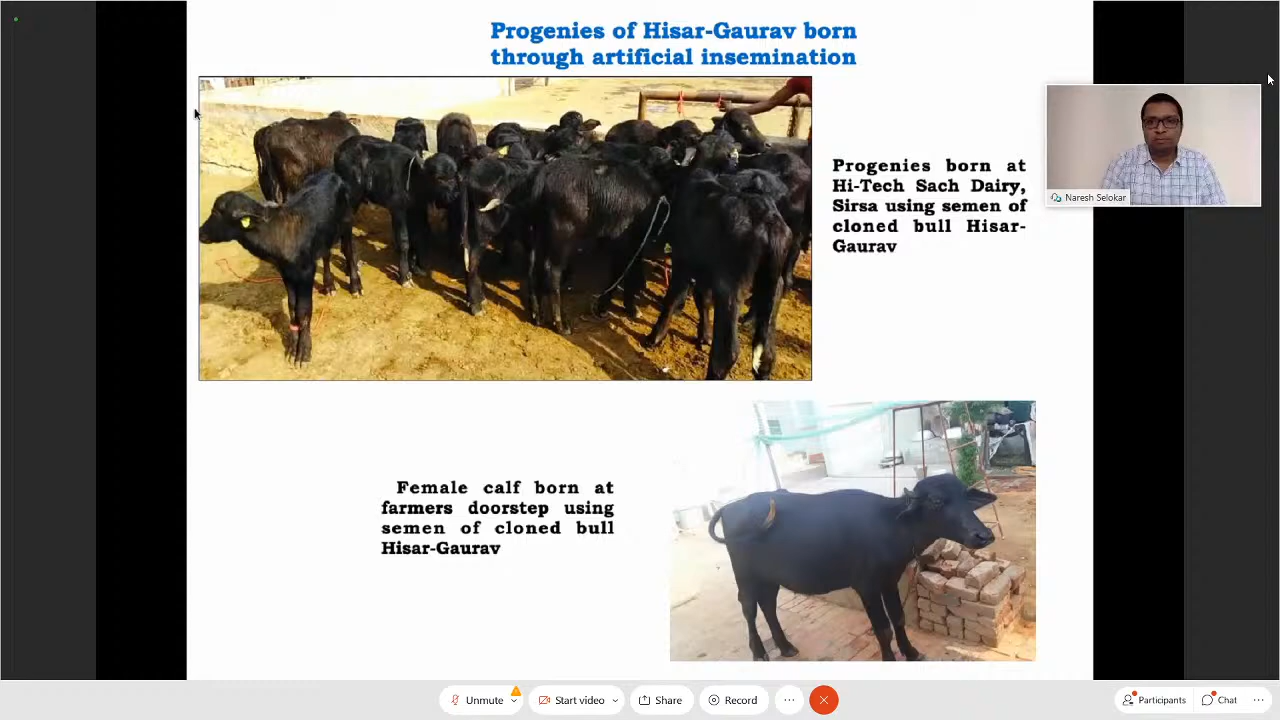 Progenies of Hisar-Gaurav born
through artificial insemination
Progenies born at
Hi-Tech Sach Dairy,
Sirsa using semen of
cloned bull Hisar-
Gaurav
Naresh Selokar
Female calf born at
farmers doorstep using
semen of cloned bull
Hisar-Gaurav
Unmute
Start video
Share
Record
Participants
Chat